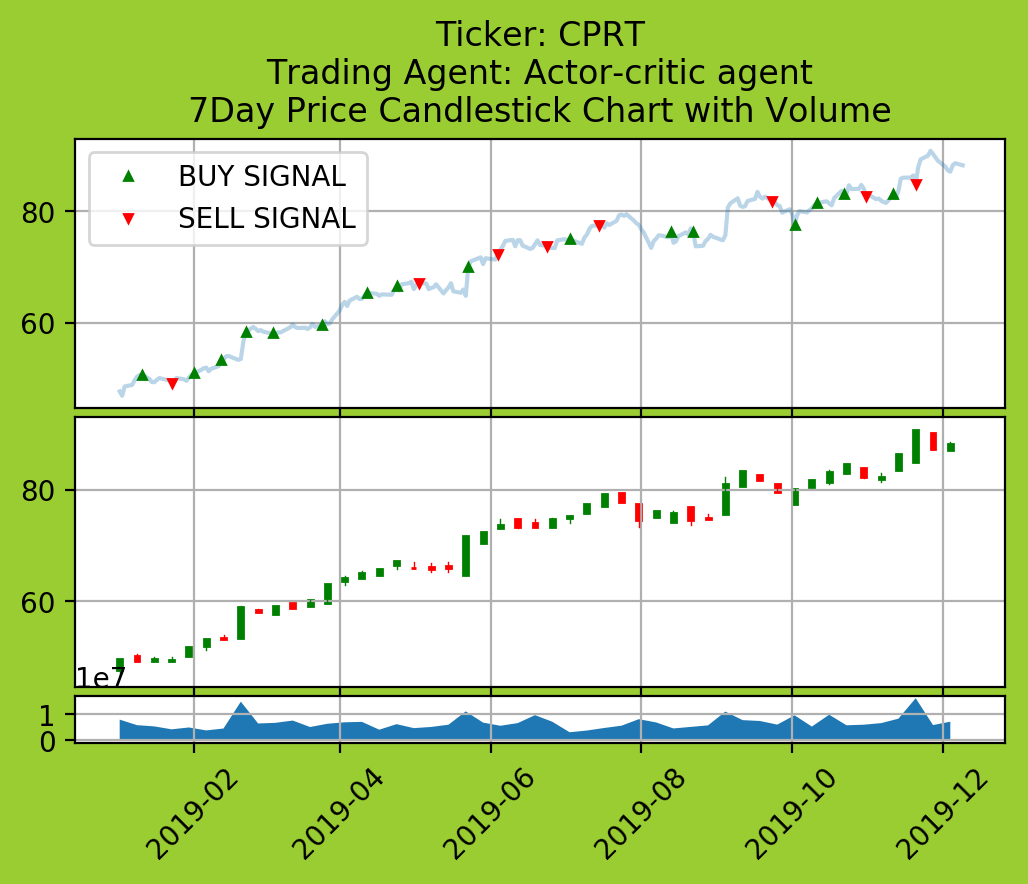 Ticker: CPRT
Trading Agent: Actor-critic agent
7Day Price Candlestick Chart with Volume
BUY SIGNAL
SELL SIGNAL
80
60
80
60
1e7
1
0
2019-02
2019-04
2019-06
2019-08
2019-10
2019-12